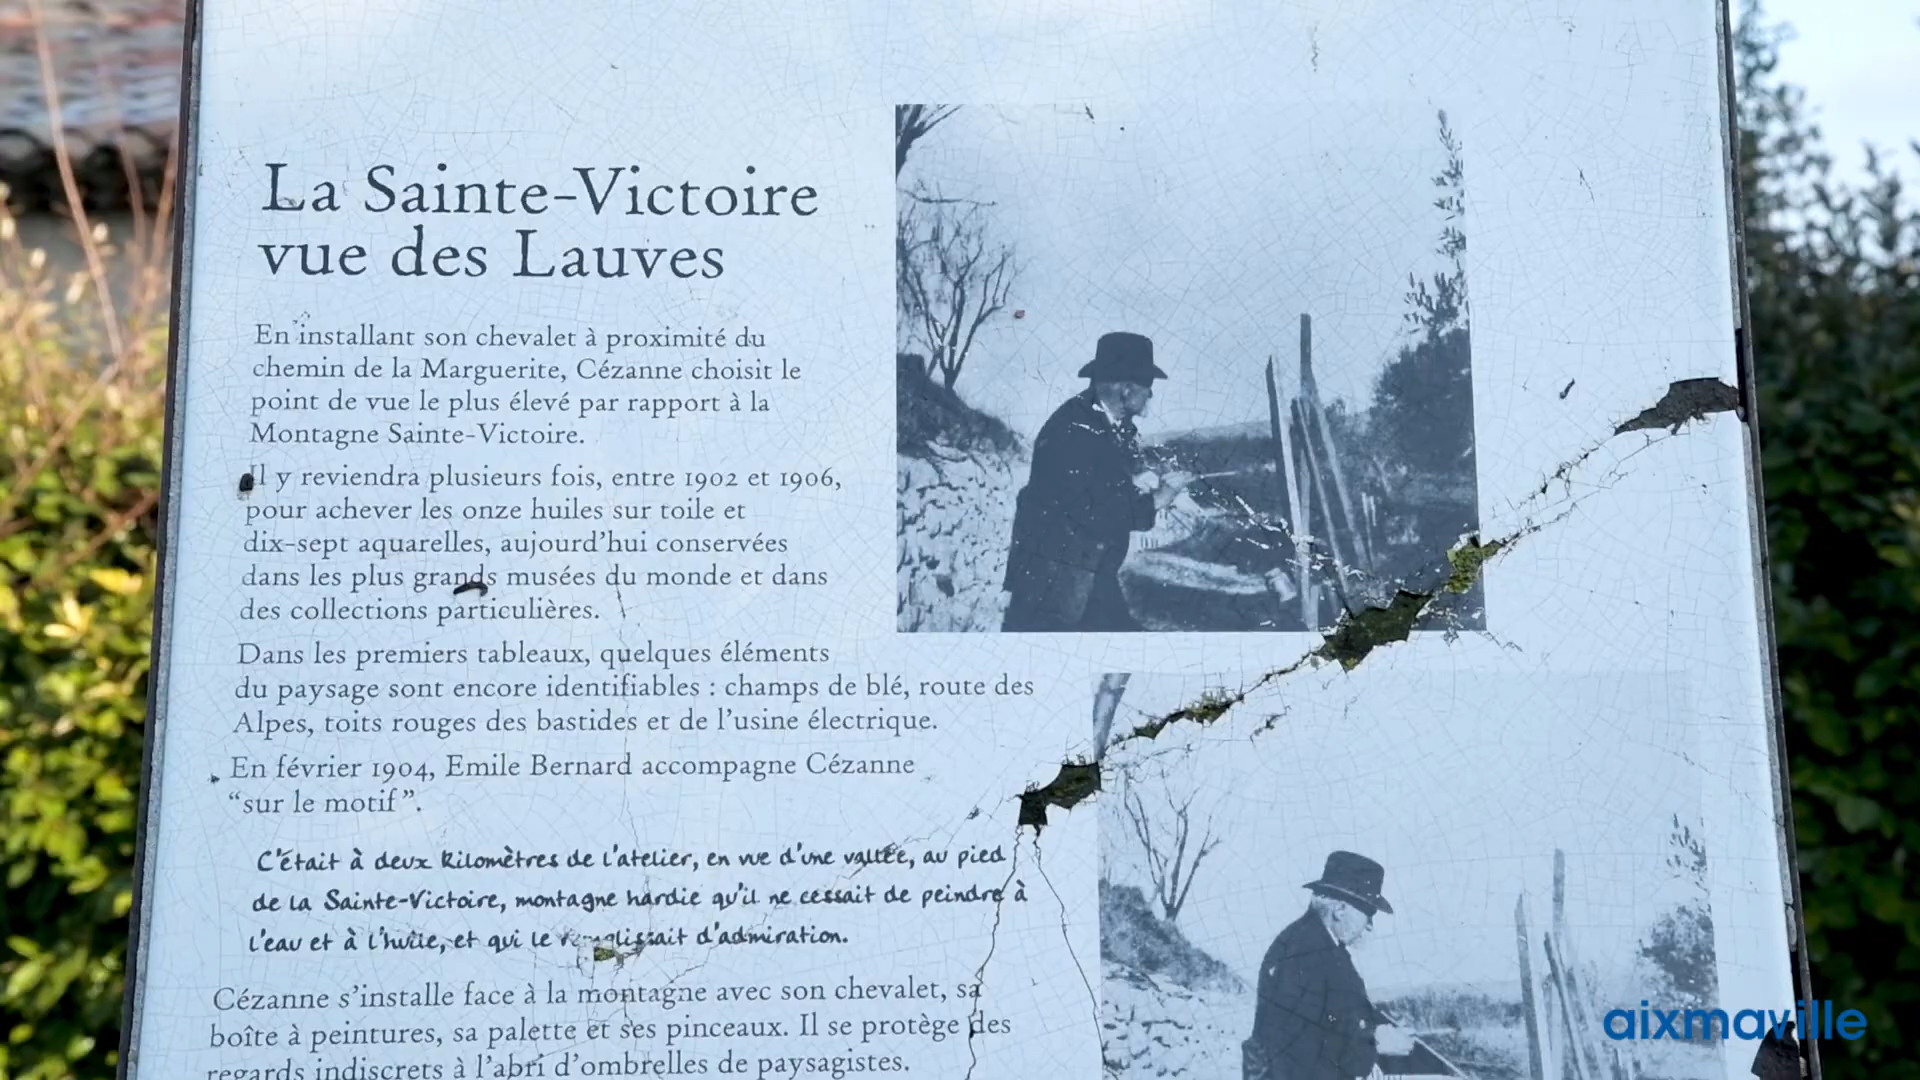 La Sainte-Victoire
vue des Lauves
En installant son chevalet à proximité du
chemin de la Marguerite, Cézanne choisit le
point de vue le plus élevé par rapport à la
Montagne Sainte-Victoire.
Il y reviendra plusieurs fois, entre 1902 et 1906,
pour achever les onze huiles sur toile et
dix-sept aquarelles, aujourd'hui conservées
dans les plus grands musées du monde et dans
des collections particulières.
Dans les premiers tableaux, quelques éléments
du paysage sont encore identifiables : champs de blé, route des
Alpes, toits rouges des bastides et de l'usine électrique.
En février 1904, Emile Bernard accompagne Cézanne
“sur le motif”.
C'était à deux kilomètres de l'atelier, en vue d'une vallée, au pied
de la Sainte-Victoire, montagne hardie qu'il ne cessait de peindre à
l'eau et à l'huile, et qui le remplissait d'admiration.
Cézanne s'installe face à la montagne avec son chevalet, sa
boîte à peintures, sa palette et ses pinceaux. Il se protège des
regards indiscrets à l'abri d'ombrelles de paysagistes.
aixmaville